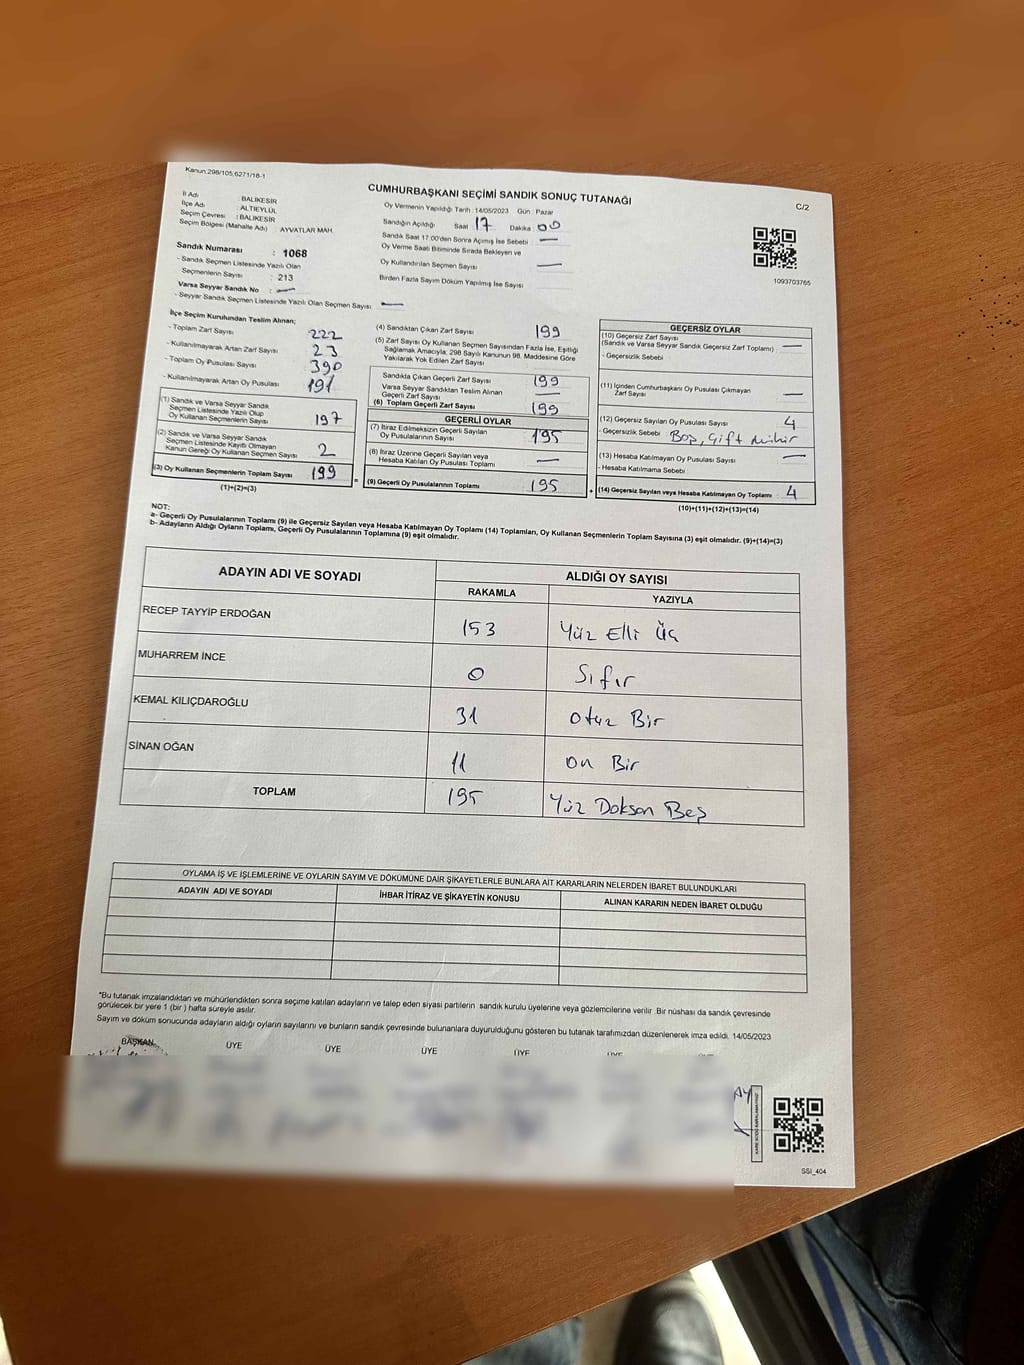 Kanun:298/105,6271/18-1
CUMHURBAŞKANI SEÇİMİ SANDIK SONUÇ TUTANAĞI
C/2
İl Adı : BALIKESİR
İlçe Adı : ALTIEYLÜL
Seçim Çevresi : BALIKESİR
Seçim Bölgesi (Mahalle Adı) : AYVATLAR MAH.
Sandık Numarası : 1068
- Sandık Seçmen Listesinde Yazılı Olan
Seçmenlerin Sayısı : 213
Varsa Seyyar Sandık No : —
- Seyyar Sandık Seçmen Listesinde Yazılı Olan Seçmen Sayısı : —
Oy Vermenin Yapıldığı Tarih : 14/05/2023 Gün : Pazar
Sandığın Açıldığı Saat : 17 Dakika : 00
Sandık Saat 17:00'den Sonra Açılmış İse Sebebi : —
Oy Verme Saati Bitiminde Sırada Bekleyen ve
Oy Kullandırılan Seçmen Sayısı : —
Birden Fazla Sayım Döküm Yapılmış İse Sayısı :
1093703765
İlçe Seçim Kurulundan Teslim Alınan;
- Toplam Zarf Sayısı : 222
- Kullanılmayarak Artan Zarf Sayısı : 23
- Toplam Oy Pusulası Sayısı : 390
- Kullanılmayarak Artan Oy Pusulası : 191
(1) Sandık ve Varsa Seyyar Sandık
Seçmen Listesinde Yazılı Olup
Oy Kullanan Seçmenlerin Sayısı : 197
(2) Sandık ve Varsa Seyyar Sandık
Seçmen Listesinde Kayıtlı Olmayan
Kanun Gereği Oy Kullanan Seçmen Sayısı : 2
(3) Oy Kullanan Seçmenlerin Toplam Sayısı : 199
(1)+(2)=(3)
(4) Sandıktan Çıkan Zarf Sayısı : 199
(5) Zarf Sayısı Oy Kullanan Seçmen Sayısından Fazla İse, Eşitliği
Sağlamak Amacıyla, 298 Sayılı Kanunun 98. Maddesine Göre
Yakılarak Yok Edilen Zarf Sayısı :
Sandıkta Çıkan Geçerli Zarf Sayısı : 199
Varsa Seyyar Sandıktan Teslim Alınan
Geçerli Zarf Sayısı : —
(6) Toplam Geçerli Zarf Sayısı : 199
GEÇERLİ OYLAR
(7) İtiraz Edilmeksizin Geçerli Sayılan
Oy Pusulasının Sayısı : 195
(8) İtiraz Üzerine Geçerli Sayılan veya
Hesaba Katılan Oy Pusulası Toplamı : —
(9) Geçerli Oy Pusulalarının Toplamı : 195
GEÇERSİZ OYLAR
(10) Geçersiz Zarf Sayısı
(Sandık ve Varsa Seyyar Sandık Geçersiz Zarf Toplamı) : —
- Geçersizlik Sebebi :
(11) İçinden Cumhurbaşkanı Oy Pusulası Çıkmayan
Zarf Sayısı : —
(12) Geçersiz Sayılan Oy Pusulası Sayısı : 4
- Geçersizlik Sebebi : Boş, Çift mühür
(13) Hesaba Katılmayan Oy Pusulası Sayısı : —
- Hesaba Katılmama Sebebi :
(14) Geçersiz Sayılan veya Hesaba Katılmayan Oy Toplamı : 4
(10)+(11)+(12)+(13)=(14)
NOT:
a- Geçerli Oy Pusulalarının Toplamı (9) ile Geçersiz Sayılan veya Hesaba Katılmayan Oy Toplamı (14) Toplamları, Oy Kullanan Seçmenlerin Toplam Sayısına (3) eşit olmalıdır. (9)+(14)=(3)
b- Adayların Aldığı Oyların Toplamı, Geçerli Oy Pusulalarının Toplamına (9) eşit olmalıdır.
ADAYIN ADI VE SOYADI
ALDIĞI OY SAYISI
RAKAMLA YAZIYLA
RECEP TAYYİP ERDOĞAN 153 Yüz Elli Üç
MUHARREM İNCE 0 Sıfır
KEMAL KILIÇDAROĞLU 31 Otuz Bir
SİNAN OĞAN 11 On Bir
TOPLAM 195 Yüz Doksan Beş
OYLAMA İŞ VE İŞLEMLERİNE VE OYLARIN SAYIM VE DÖKÜMÜNE DAİR ŞİKAYETLERLE BUNLARA AİT KARARLARIN NELERDEN İBARET BULUNDUKLARI
ADAYIN ADI VE SOYADI İHBAR İTİRAZ VE ŞİKAYETİN KONUSU ALINAN KARARIN NEDEN İBARET OLDUĞU
"Bu tutanak imzalandıktan ve mühürlendikten sonra seçime katılan adayların ve talep eden siyasi partilerin sandık kurulu üyelerine veya gözlemcilerine verilir. Bir nüshası da sandık çevresinde
görülecek bir yere 1 (bir ) hafta süreyle asılır.
Sayım ve döküm sonucunda adayların aldığı oyların sayılarını ve bunların sandık çevresinde bulunanlara duyurulduğunu gösteren bu tutanak tarafımızdan düzenlenerek imza edildi. 14/05/2023
BAŞKAN ÜYE ÜYE ÜYE ÜYE ÜYE
SSI_404